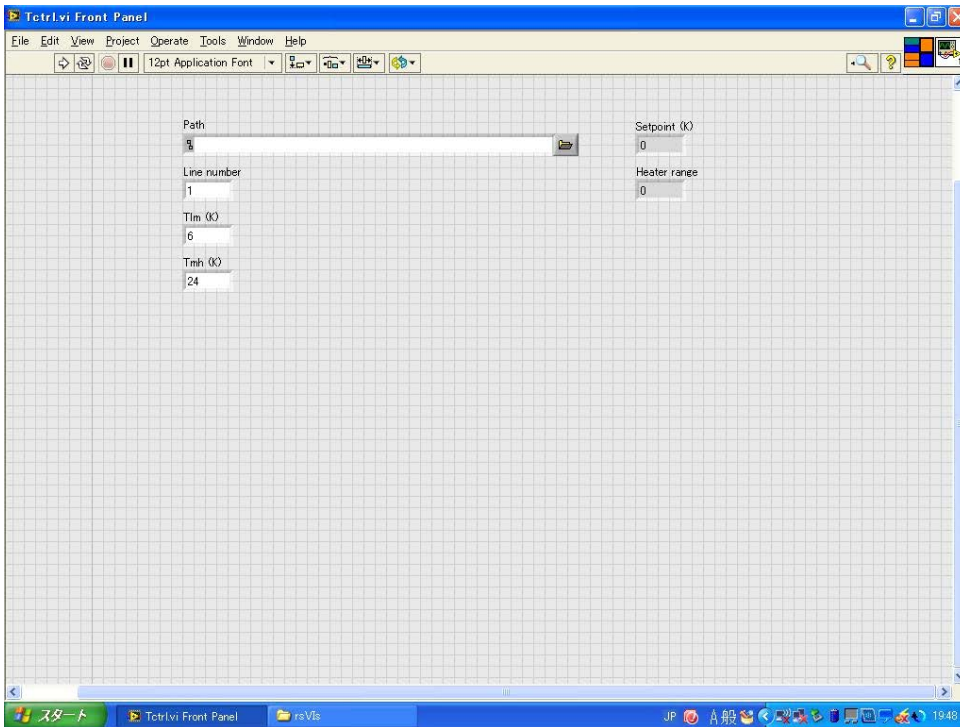 Tctrl.vi Front Panel
File Edit View Project Operate Tools Window Help
12pt Application Font
Path
Setpoint (K)
0
Line number
1
Heater range
0
Tlm (K)
6
Tmh (K)
24
スタート
Tctrl.vi Front Panel
rsVIs
JP
A般
19:48